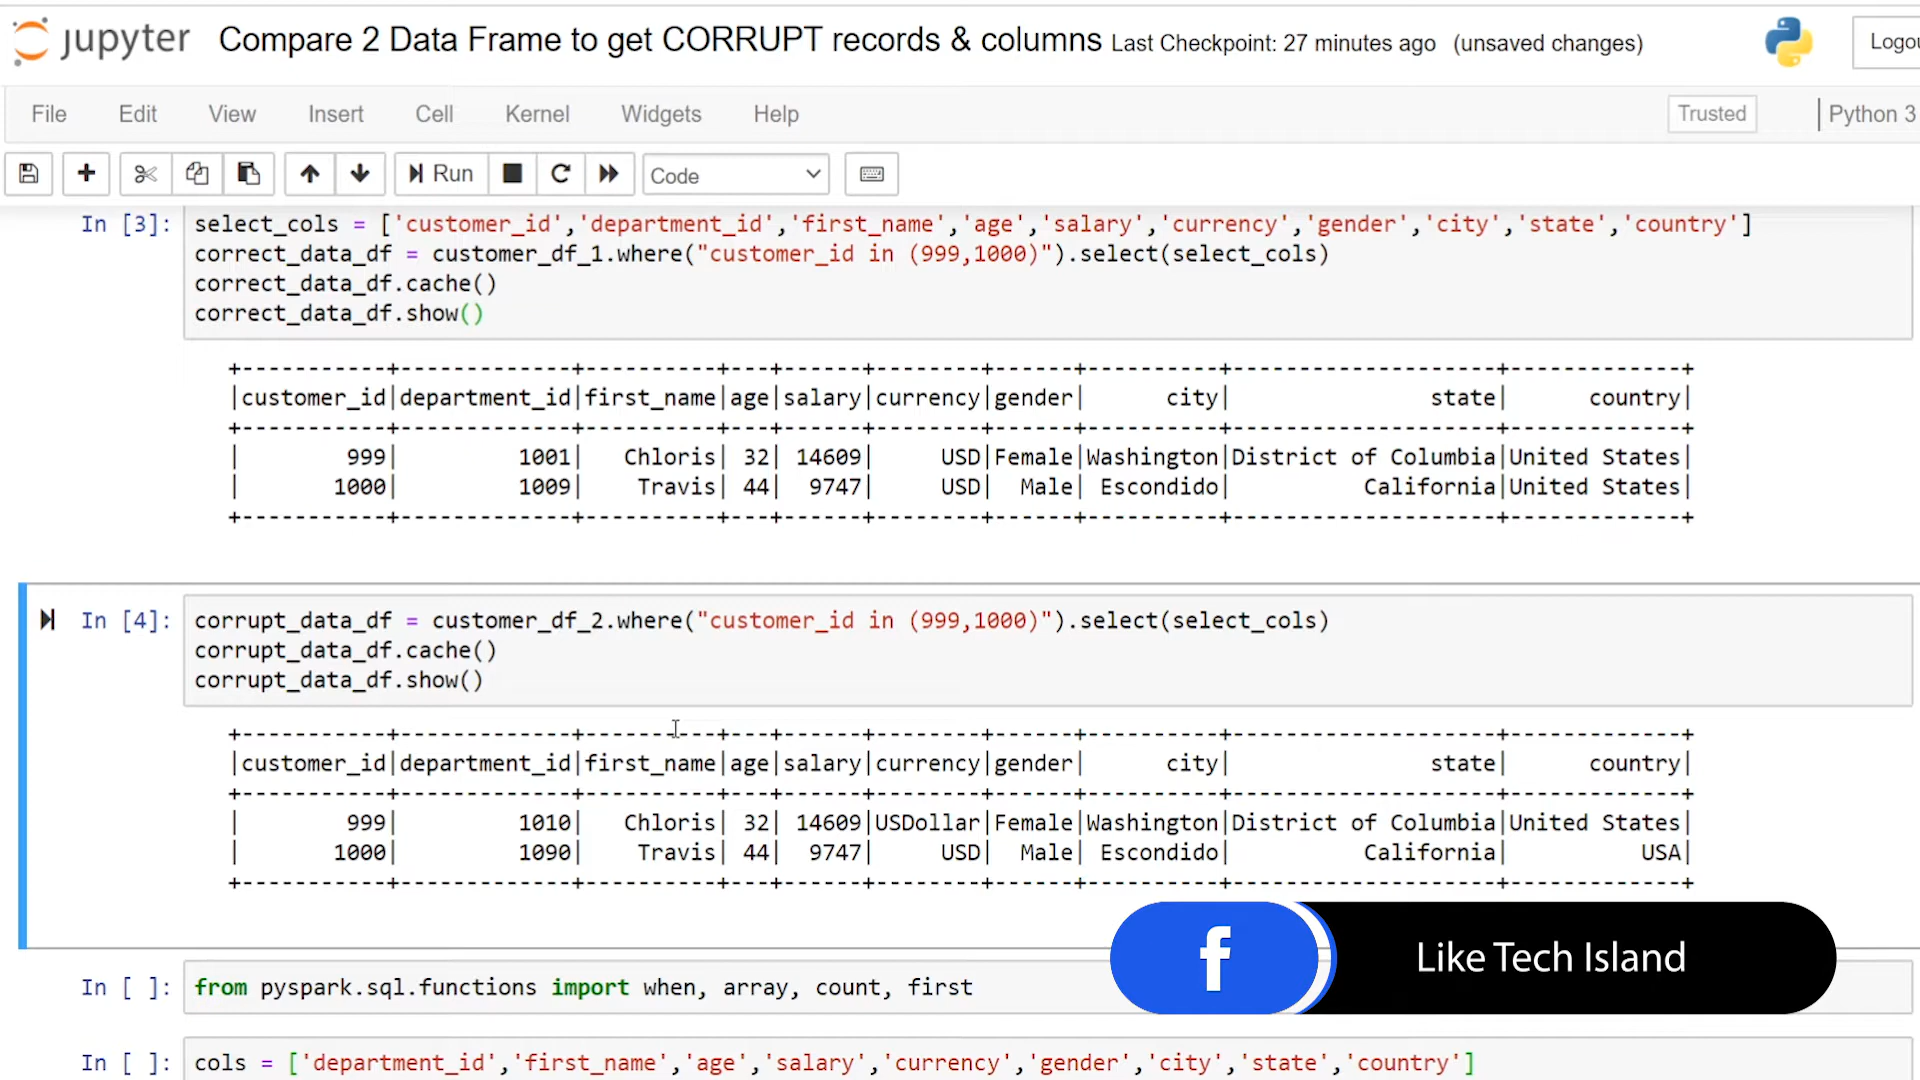 jupyter Compare 2 Data Frame to get CORRUPT records & columns Last Checkpoint: 27 minutes ago (unsaved changes)
File Edit View Insert Cell Kernel Widgets Help Trusted Python 3
Run Code
In [3]: select_cols = ['customer_id','department_id','first_name','age','salary','currency','gender','city','state','country']
correct_data_df = customer_df_1.where("customer_id in (999,1000)").select(select_cols)
correct_data_df.cache()
correct_data_df.show()
+-----------+-------------+----------+---+------+--------+------+----------+--------------------+-------------+
|customer_id|department_id|first_name|age|salary|currency|gender|      city|               state|      country|
+-----------+-------------+----------+---+------+--------+------+----------+--------------------+-------------+
|        999|         1001|   Chloris| 32| 14609|     USD|Female|Washington|District of Columbia|United States|
|       1000|         1009|    Travis| 44|  9747|     USD|  Male| Escondido|          California|United States|
+-----------+-------------+----------+---+------+--------+------+----------+--------------------+-------------+
In [4]: corrupt_data_df = customer_df_2.where("customer_id in (999,1000)").select(select_cols)
corrupt_data_df.cache()
corrupt_data_df.show()
+-----------+-------------+----------+---+------+--------+------+----------+--------------------+-------------+
|customer_id|department_id|first_name|age|salary|currency|gender|      city|               state|      country|
+-----------+-------------+----------+---+------+--------+------+----------+--------------------+-------------+
|        999|         1010|   Chloris| 32| 14609|USDollar|Female|Washington|District of Columbia|United States|
|       1000|         1090|    Travis| 44|  9747|     USD|  Male| Escondido|          California|          USA|
+-----------+-------------+----------+---+------+--------+------+----------+--------------------+-------------+
f Like Tech Island
In [ ]: from pyspark.sql.functions import when, array, count, first
In [ ]: cols = ['department_id','first_name','age','salary','currency','gender','city','state','country']